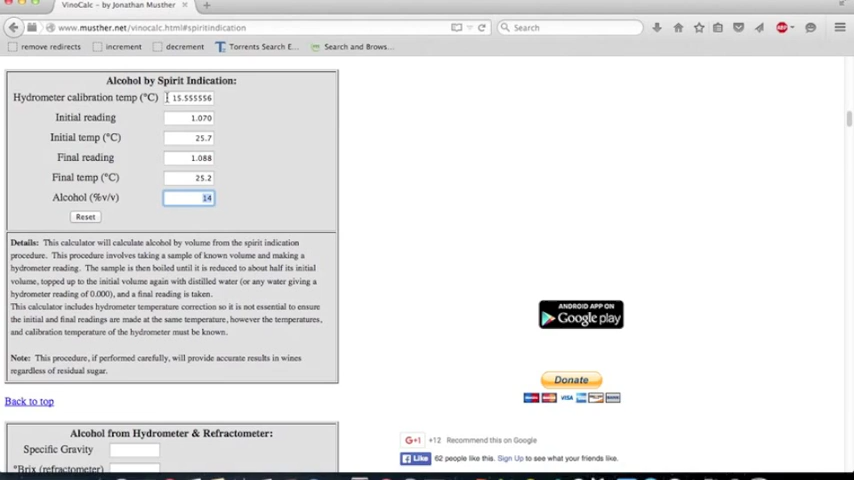 VinoCalc - by Jonathan Musther
www.musther.net/vinocalc.html#spiritindication
Search
remove redirects
increment
decrement
Torrents Search E...
Search and Brows...
Alcohol by Spirit Indication:
Hydrometer calibration temp (°C) 15.555556
Initial reading 1.070
Initial temp (°C) 25.7
Final reading 1.088
Final temp (°C) 25.2
Alcohol (%v/v) 14
Reset
Details: This calculator will calculate alcohol by volume from the spirit indication
procedure. This procedure involves taking a sample of known volume and making a
hydrometer reading. The sample is then boiled until it is reduced to about half its initial
volume, topped up to the initial volume again with distilled water (or any water giving a
hydrometer reading of 0.000), and a final reading is taken.
This calculator includes hydrometer temperature correction so it is not essential to ensure
the initial and final readings are made at the same temperature, however the temperatures,
and calibration temperature of the hydrometer must be known.
Note: This procedure, if performed carefully, will provide accurate results in wines
regardless of residual sugar.
ANDROID APP ON
Google play
Donate
VISA
Back to top
Alcohol from Hydrometer & Refractometer:
Specific Gravity
°Brix (refractometer)
G+1 +12 Recommend this on Google
Like 62 people like this. Sign Up to see what your friends like.